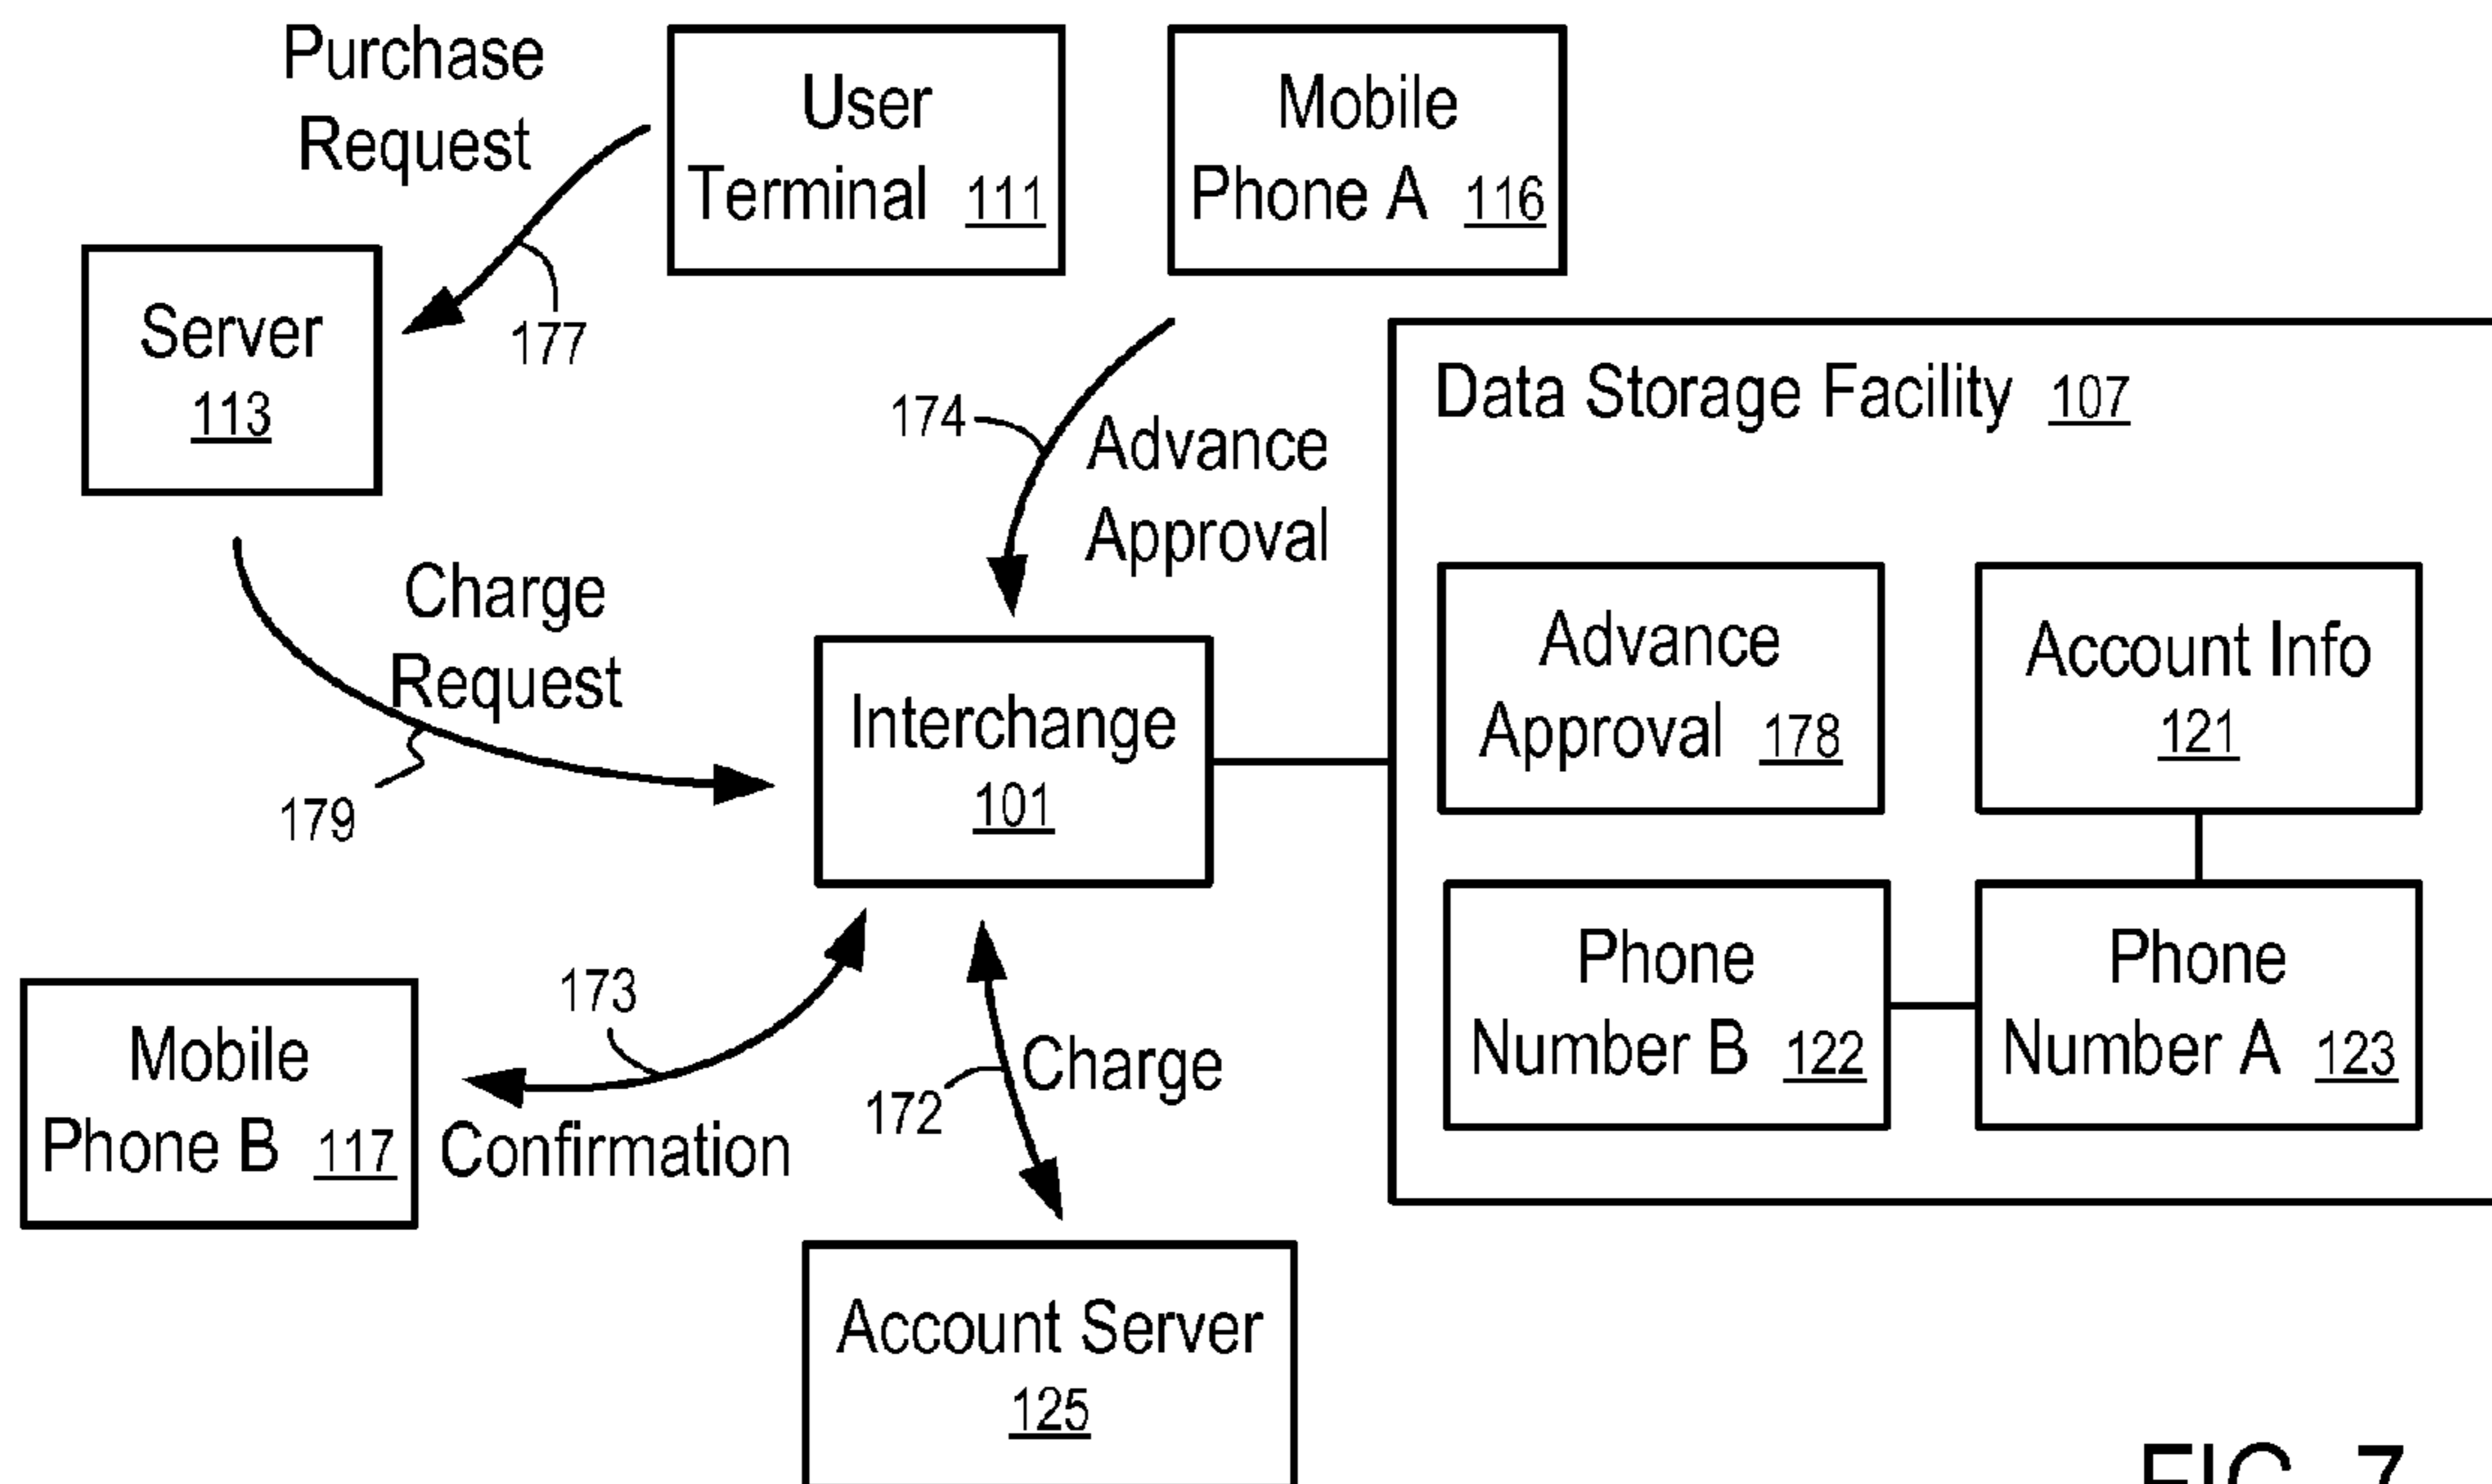 Purchase
Request
User
Terminal 111
Mobile
Phone A 116
Server
113
177
174
Advance
Approval
Data Storage Facility 107
Charge
Request
179
Interchange
101
Advance
Approval 178
Account Info
121
Phone
Number B 122
Phone
Number A 123
173
Mobile
Phone B 117
Confirmation
172
Charge
Account Server
125
FIG. 7